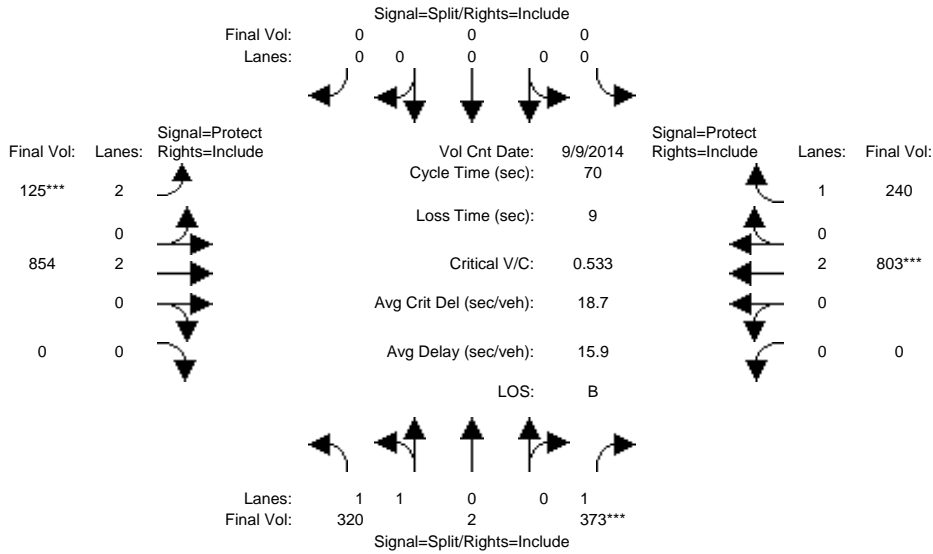 Signal=Split/Rights=Include
Final Vol: 0 0 0
Lanes: 0 0 0 0 0
Signal=Protect Signal=Protect
Final Vol: Lanes: Rights=Include Vol Cnt Date: 9/9/2014 Rights=Include Lanes: Final Vol:
Cycle Time (sec): 70
125*** 2 1 240
Loss Time (sec): 9
0 0
854 2 Critical V/C: 0.533 2 803***
0 Avg Crit Del (sec/veh): 18.7 0
0 0 Avg Delay (sec/veh): 15.9 0 0
LOS: B
Lanes: 1 1 0 0 1
Final Vol: 320 2 373***
Signal=Split/Rights=Include